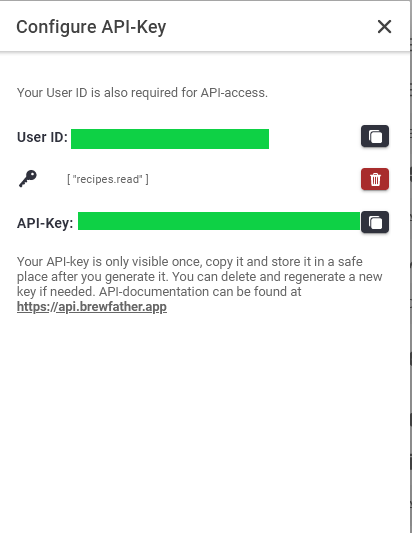 Configure API-Key
Your User ID is also required for API-access.
User ID:
[ "recipes.read" ]
API-Key:
Your API-key is only visible once, copy it and store it in a safe
place after you generate it. You can delete and regenerate a new
key if needed. API-documentation can be found at
https://api.brewfather.app